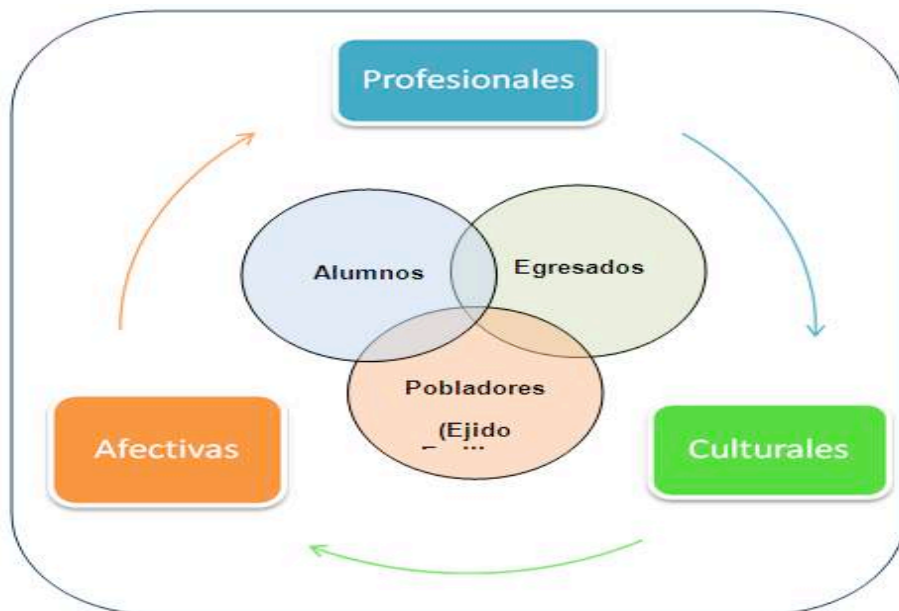 Profesionales
Alumnos
Egresados
Pobladores
(Ejido
Afectivas
Culturales